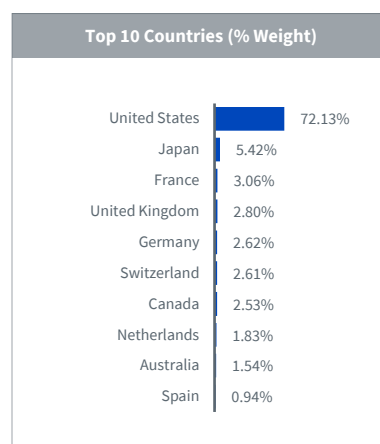 Top 10 Countries (% Weight)
United States 72.13%
Japan 5.42%
France 3.06%
United Kingdom 2.80%
Germany 2.62%
Switzerland 2.61%
Canada 2.53%
Netherlands 1.83%
Australia 1.54%
Spain 0.94%